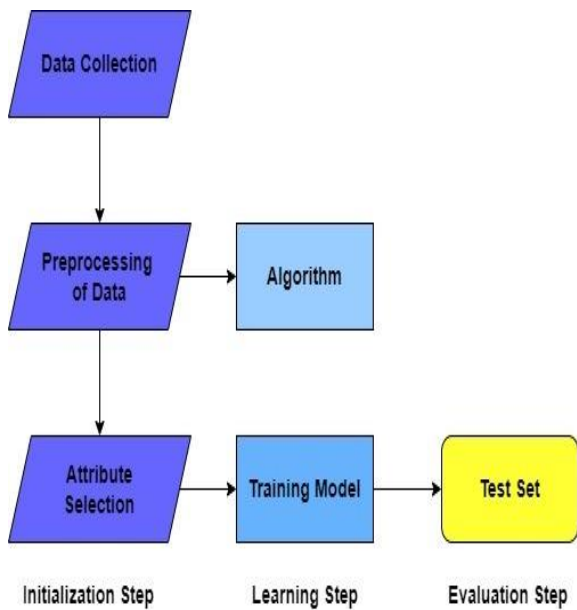 Data Collection
Preprocessing
of Data
Algorithm
Attribute
Selection
Training Model
Test Set
Initialization Step
Learning Step
Evaluation Step